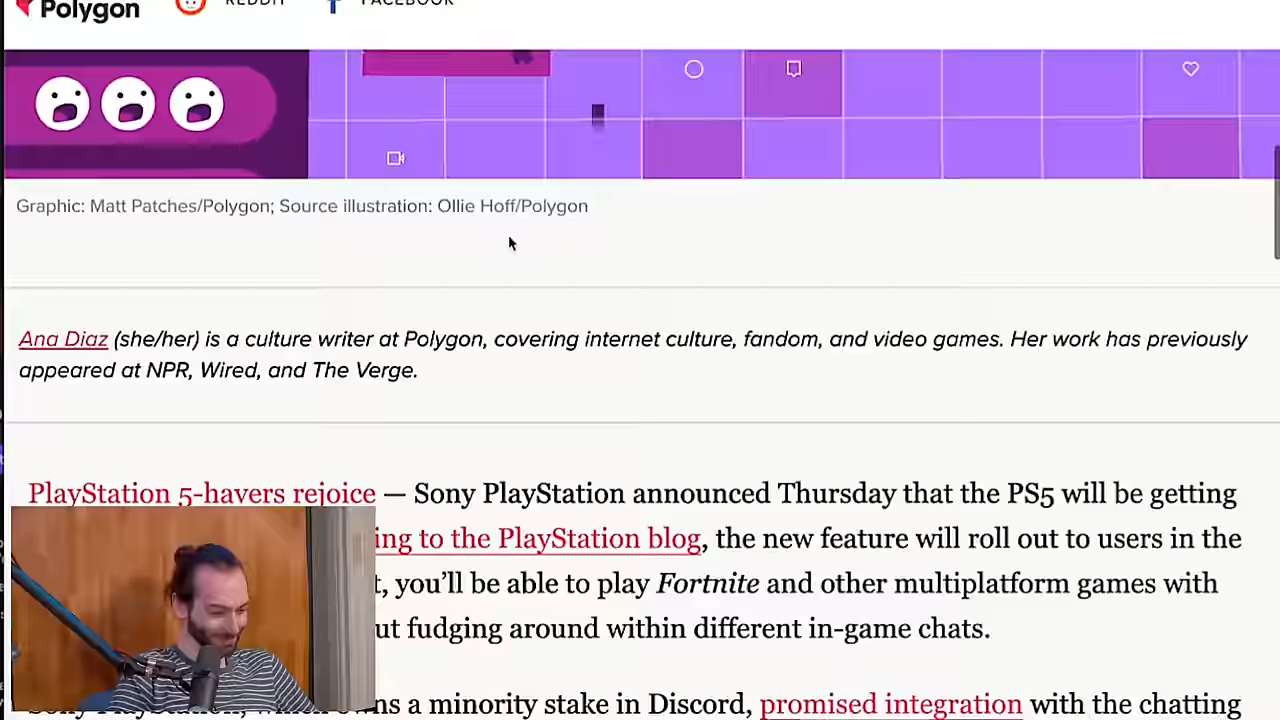 Polygon REDDIT FACEBOOK
Graphic: Matt Patches/Polygon; Source illustration: Ollie Hoff/Polygon
Ana Diaz (she/her) is a culture writer at Polygon, covering internet culture, fandom, and video games. Her work has previously
appeared at NPR, Wired, and The Verge.
PlayStation 5-havers rejoice — Sony PlayStation announced Thursday that the PS5 will be getting
ing to the PlayStation blog, the new feature will roll out to users in the
t, you’ll be able to play Fortnite and other multiplatform games with
ut fudging around within different in-game chats.
Sony PlayStation, which owns a minority stake in Discord, promised integration with the chatting